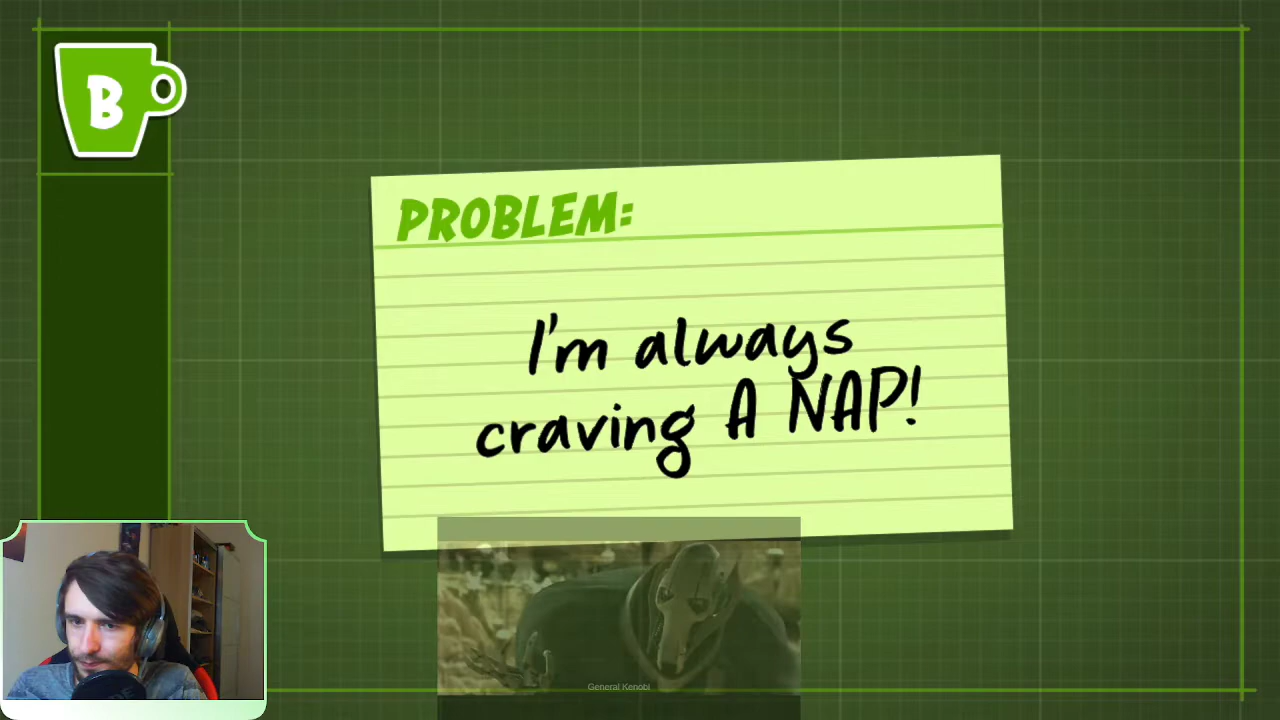 B
PROBLEM:
I'm always
craving A NAP!
General Kenobi